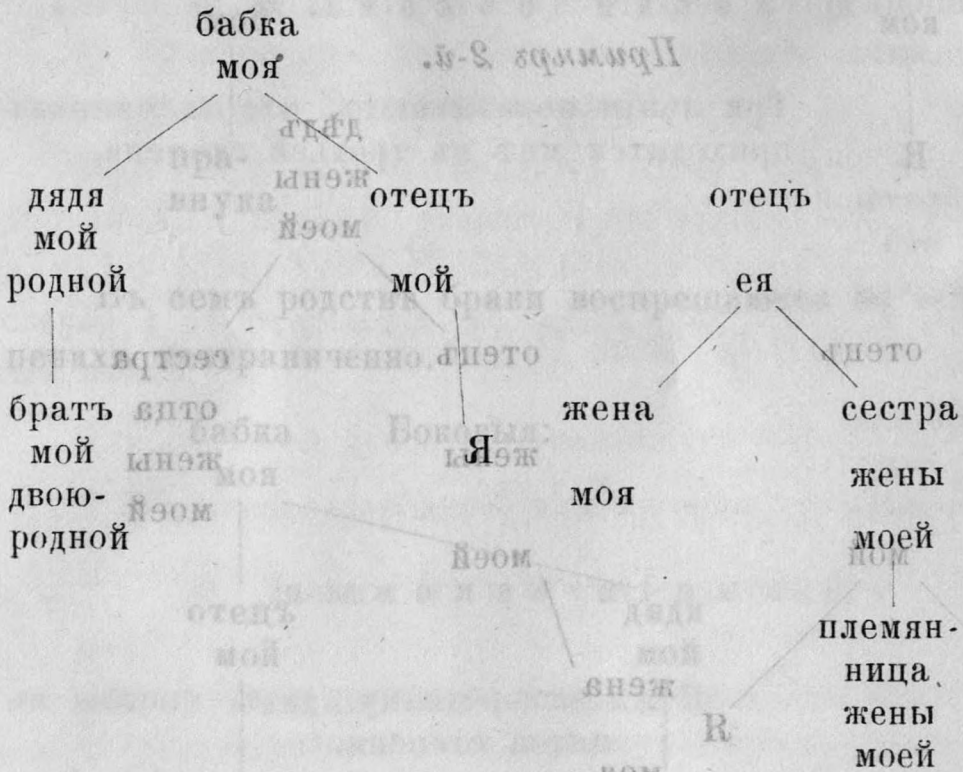 бабка
моя
дядя
мой
родной
отецъ
мой
отецъ
ея
братъ
мой
двою-
родной
Я
жена
моя
сестра
жены
моей
племян-
ница
жены
моей